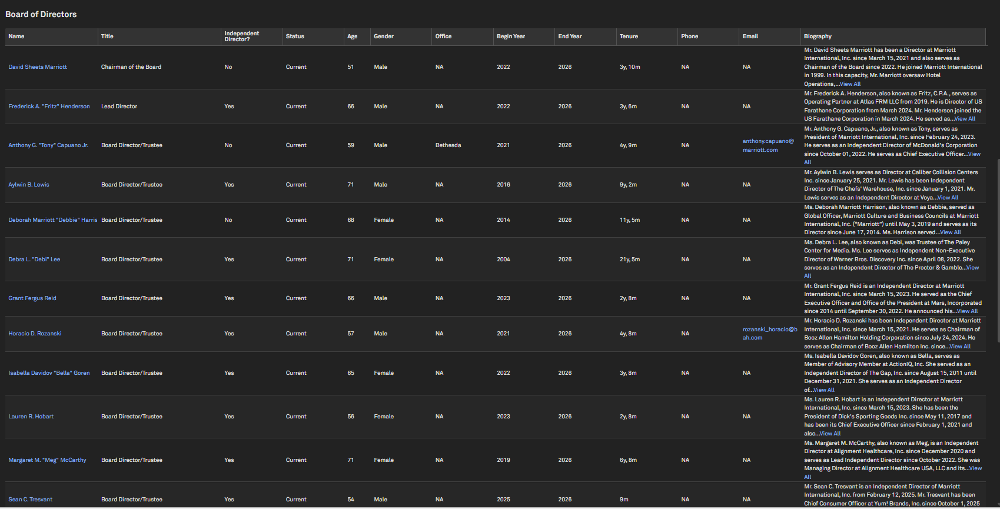 Board of Directors
Name Title Independent Director? Status Age Gender Office Begin Year End Year Tenure Phone Email Biography
David Sheets Marriott Chairman of the Board No Current 51 Male NA 2022 2026 3y, 10m NA NA
Mr. David Sheets Marriott has been a Director at Marriott
International, Inc. since March 15, 2021 and also serves as
Chairman of the Board since 2022. He joined Marriott International
in 1999. In this capacity, Mr. Marriott oversaw Hotel
Operations,...View All
Frederick A. "Fritz" Henderson Lead Director Yes Current 66 Male NA 2022 2026 3y, 6m NA NA
Mr. Frederick A. Henderson, also known as Fritz, C.P.A., serves as
Operating Partner at Atlas FRM LLC from 2019. He is Director of US
Farathane Corporation from March 2024. Mr. Henderson joined the
US Farathane Corporation in March 2024. He served as...View All
Anthony G. "Tony" Capuano Jr. Board Director/Trustee No Current 59 Male Bethesda 2021 2026 4y, 9m NA
anthony.capuano@
marriott.com
Mr. Anthony G. Capuano, Jr., also known as Tony, serves as
President of Marriott International, Inc. since February 24, 2023.
He serves as an Independent Director of McDonald's Corporation
since October 01, 2022. He serves as Chief Executive Officer...View
All
Aylwin B. Lewis Board Director/Trustee Yes Current 71 Male NA 2016 2026 9y, 2m NA NA
Mr. Aylwin B. Lewis serves as Director at Caliber Collision Centers
Inc. since January 25, 2021. Mr. Lewis has been Independent
Director of The Chefs' Warehouse, Inc. since January 1, 2021. Mr.
Lewis serves as an Independent Director at Voya...View All
Deborah Marriott "Debbie" Harris Board Director/Trustee No Current 68 Female NA 2014 2026 11y, 5m NA NA
Ms. Deborah Marriott Harrison, also known as Debbie, served as
Global Officer, Marriott Culture and Business Councils at Marriott
International, Inc. (“Marriott”) until May 3, 2019 and serves as its
Director since June 17, 2014. Ms. Harrison served...View All
Debra L. "Debi" Lee Board Director/Trustee Yes Current 71 Female NA 2004 2026 21y, 5m NA NA
Ms. Debra L. Lee, also known as Debi, was Trustee of The Paley
Center for Media. Ms. Lee serves as Independent Non-Executive
Director of Warner Bros. Discovery Inc. since April 08, 2022. She
serves as an Independent Director of The Procter & Gamble...View
All
Grant Fergus Reid Board Director/Trustee Yes Current 66 Male NA 2023 2026 2y, 8m NA NA
Mr. Grant Fergus Reid is an Independent Director at Marriott
International, Inc. since March 15, 2023. He served as the Chief
Executive Officer and Office of the President at Mars, Incorporated
since 2014 until September 30, 2022. He announced his...View All
Horacio D. Rozanski Board Director/Trustee Yes Current 57 Male NA 2021 2026 4y, 8m NA
rozanski_horacio@b
ah.com
Mr. Horacio D. Rozanski has been Independent Director at Marriott
International, Inc. since March 15, 2021. He serves as Chairman of
Booz Allen Hamilton Holding Corporation since July 24, 2024. He
serves as Chairman of Booz Allen Hamilton Inc. since...View All
Isabella Davidov "Bella" Goren Board Director/Trustee Yes Current 65 Female NA 2022 2026 3y, 8m NA NA
Ms. Isabella Davidov Goren, also known as Bella, serves as
Member of Advisory Member at ActionIQ, Inc. She served as an
Independent Director of The Gap, Inc. since August 15, 2011 until
December 31, 2021. She serves as an Independent Director
of...View All
Lauren R. Hobart Board Director/Trustee Yes Current 56 Female NA 2023 2026 2y, 8m NA NA
Ms. Lauren R. Hobart is an Independent Director at Marriott
International, Inc. since March 15, 2023. She has been the
President of Dick's Sporting Goods Inc. since May 11, 2017 and
has been its Chief Executive Officer since February 1, 2021 and
also...View All
Margaret M. "Meg" McCarthy Board Director/Trustee Yes Current 71 Female NA 2019 2026 6y, 8m NA NA
Ms. Margaret M. McCarthy, also known as Meg, is an Independent
Director at Alignment Healthcare, Inc. since December 2020 and
serves as Lead Independent Director since October 2022. She was
Managing Director at Alignment Healthcare USA, LLC and its...View
All
Sean C. Tresvant Board Director/Trustee Yes Current 54 Male NA 2025 2026 9m NA NA
Mr. Sean C. Tresvant is an Independent Director of Marriott
International, Inc. from February 12, 2025. Mr. Tresvant has been
Chief Consumer Officer at Yum! Brands, Inc. since October 1, 2025